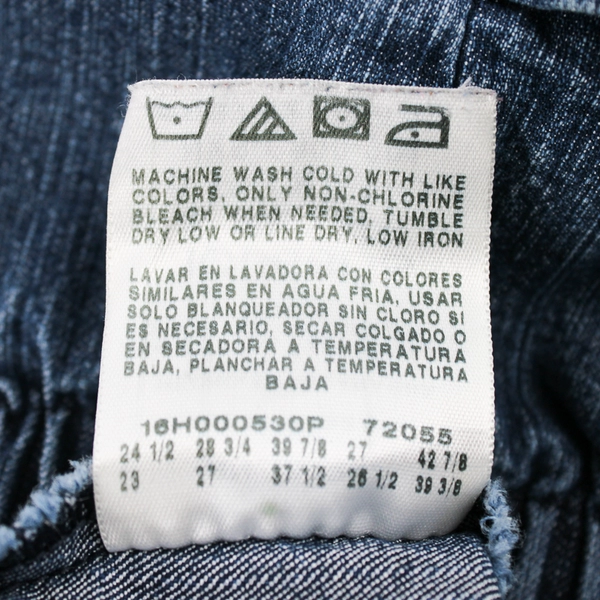 MACHINE WASH COLD WITH LIKE
COLORS, ONLY NON-CHLORINE
BLEACH WHEN NEEDED, TUMBLE
DRY LOW OR LINE DRY, LOW IRON
LAVAR EN LAVADORA CON COLORES
SIMILARES EN AGUA FRIA, USAR
SOLO BLANQUEADOR SIN CLORO SI
ES NECESARIO, SECAR COLGADO O
EN SECADORA A TEMPERATURA
BAJA, PLANCHAR A TEMPERATURA
BAJA
16H000530P 72055
24 1/2 28 3/4 39 7/8 27 42 7/8
23 27 37 1/2 26 1/2 39 3/8